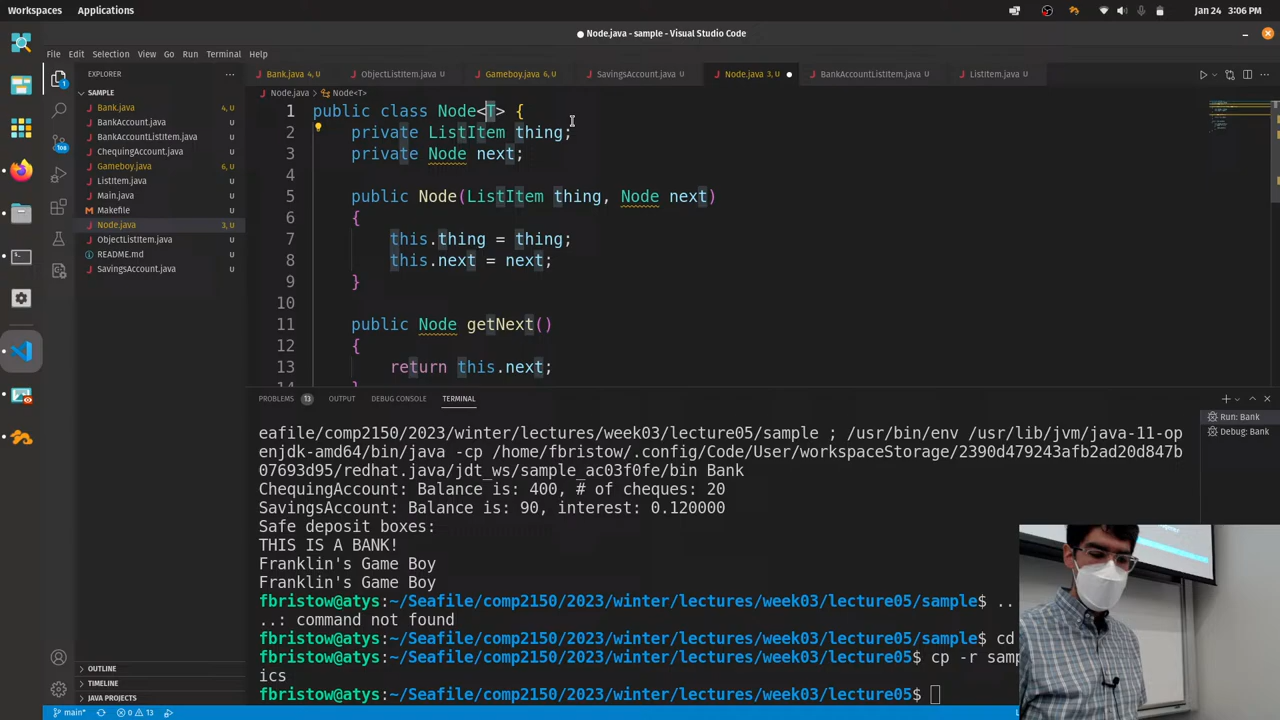 Workspaces Applications Jan 24 3:06 PM
Node.java - sample - Visual Studio Code
File Edit Selection View Go Run Terminal Help
EXPLORER
SAMPLE
Bank.java 4, U
BankAccount.java U
BankAccountListItem.java U
ChequingAccount.java U
Gameboy.java 6, U
ListItem.java U
Main.java U
Makefile U
Node.java 3, U
ObjectListItem.java U
README.md U
SavingsAccount.java U
OUTLINE
TIMELINE
JAVA PROJECTS
Bank.java 4, U ObjectListItem.java U Gameboy.java 6, U SavingsAccount.java U Node.java 3, U BankAccountListItem.java U ListItem.java U
Node.java > Node<T>
1 public class Node<T> {
2 private ListItem thing;
3 private Node next;
4
5 public Node(ListItem thing, Node next)
6 {
7 this.thing = thing;
8 this.next = next;
9 }
10
11 public Node getNext()
12 {
13 return this.next;
14 }
PROBLEMS 13 OUTPUT DEBUG CONSOLE TERMINAL
Run: Bank
Debug: Bank
eafile/comp2150/2023/winter/lectures/week03/lecture05/sample ; /usr/bin/env /usr/lib/jvm/java-11-op
enjdk-amd64/bin/java -cp /home/fbristow/.config/Code/User/workspaceStorage/2390d479243afb2ad20d847b
07693d95/redhat.java/jdt_ws/sample_ac03f0fe/bin Bank
ChequingAccount: Balance is: 400, # of cheques: 20
SavingsAccount: Balance is: 90, interest: 0.120000
Safe deposit boxes:
THIS IS A BANK!
Franklin's Game Boy
Franklin's Game Boy
fbristow@atys:~/Seafile/comp2150/2023/winter/lectures/week03/lecture05/sample$ ..
..: command not found
fbristow@atys:~/Seafile/comp2150/2023/winter/lectures/week03/lecture05/sample$ cd
fbristow@atys:~/Seafile/comp2150/2023/winter/lectures/week03/lecture05$ cp -r samp
ics
fbristow@atys:~/Seafile/comp2150/2023/winter/lectures/week03/lecture05$
main* 0 13